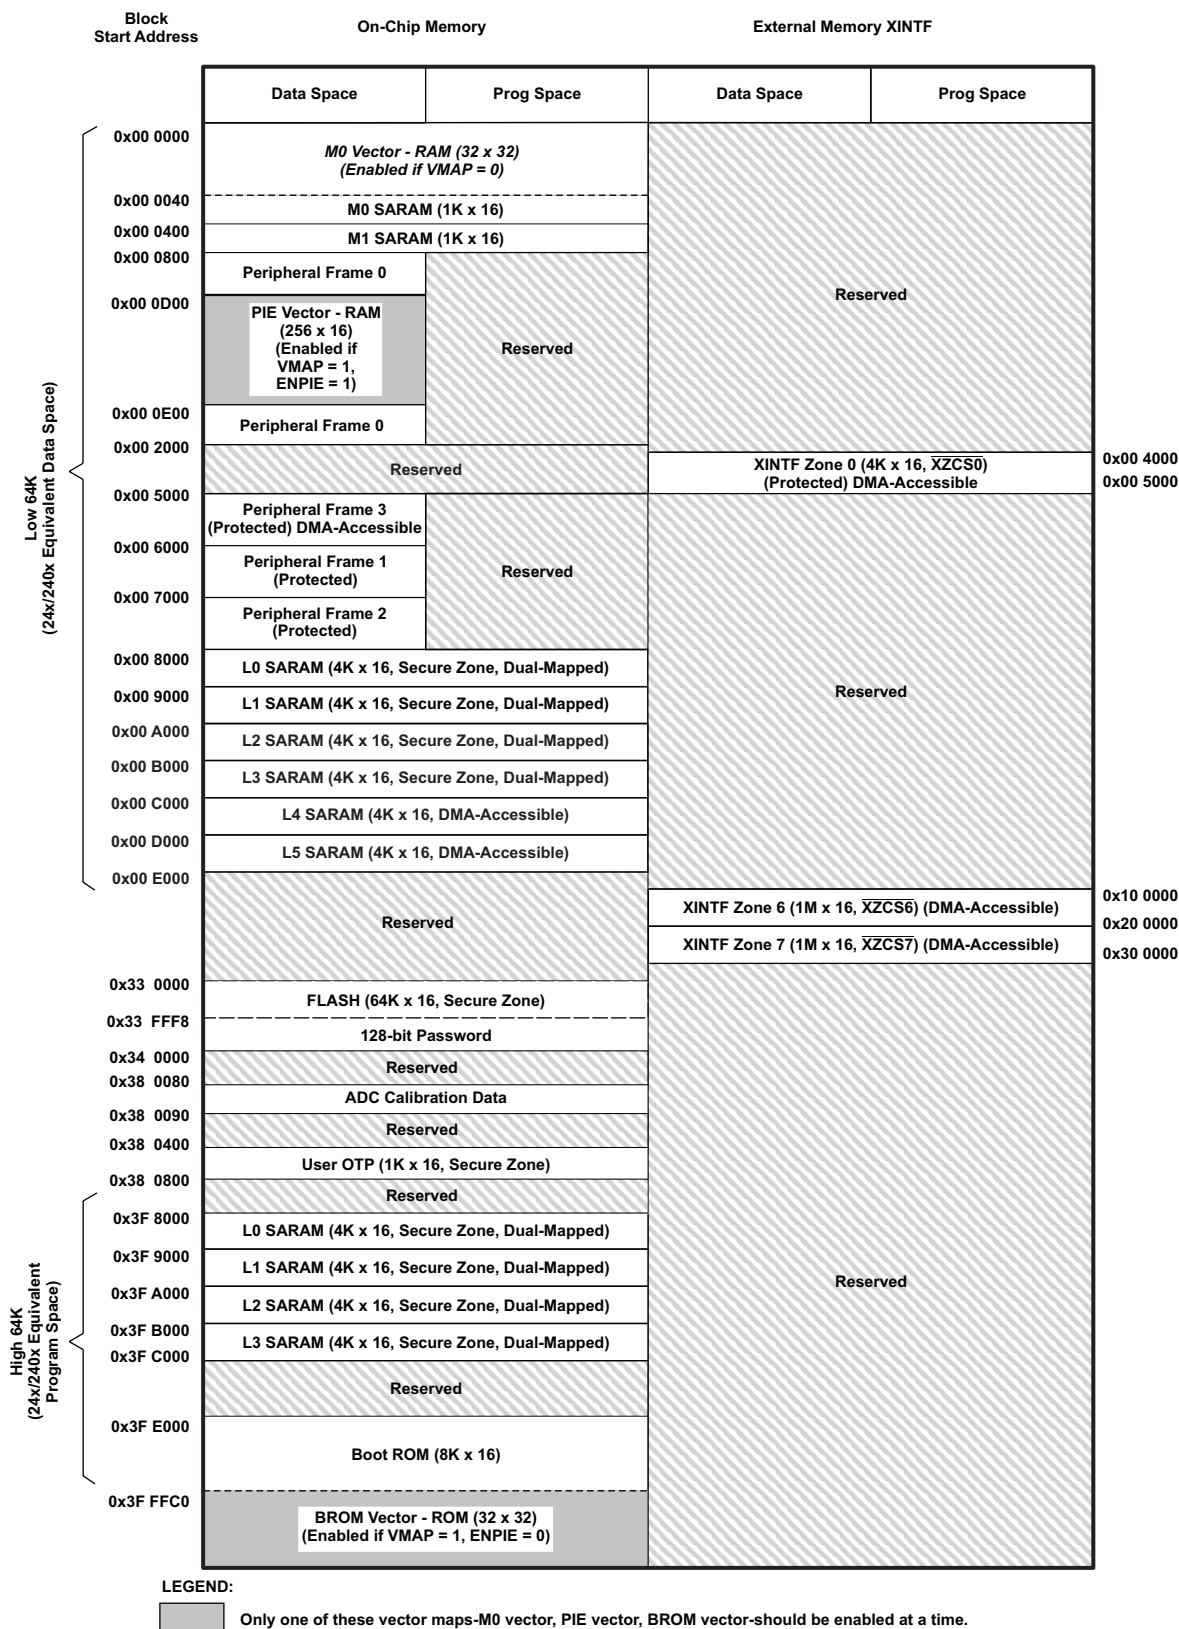 Block
Start Address
On-Chip Memory
External Memory XINTF
Data Space
Prog Space
Data Space
Prog Space
Low 64K
(24x/240x Equivalent Data Space)
0x00 0000
M0 Vector - RAM (32 x 32)
(Enabled if VMAP = 0)
0x00 0040
M0 SARAM (1K x 16)
0x00 0400
M1 SARAM (1K x 16)
0x00 0800
Peripheral Frame 0
Reserved
0x00 0D00
PIE Vector - RAM
(256 x 16)
(Enabled if
VMAP = 1,
ENPIE = 1)
Reserved
0x00 0E00
Peripheral Frame 0
0x00 2000
Reserved
XINTF Zone 0 (4K x 16, XZCS0)
(Protected) DMA-Accessible
0x00 4000
0x00 5000
0x00 5000
Peripheral Frame 3
(Protected) DMA-Accessible
0x00 6000
Peripheral Frame 1
(Protected)
Reserved
0x00 7000
Peripheral Frame 2
(Protected)
0x00 8000
L0 SARAM (4K x 16, Secure Zone, Dual-Mapped)
0x00 9000
L1 SARAM (4K x 16, Secure Zone, Dual-Mapped)
Reserved
0x00 A000
L2 SARAM (4K x 16, Secure Zone, Dual-Mapped)
0x00 B000
L3 SARAM (4K x 16, Secure Zone, Dual-Mapped)
0x00 C000
L4 SARAM (4K x 16, DMA-Accessible)
0x00 D000
L5 SARAM (4K x 16, DMA-Accessible)
0x00 E000
Reserved
XINTF Zone 6 (1M x 16, XZCS6) (DMA-Accessible)
0x10 0000
0x20 0000
XINTF Zone 7 (1M x 16, XZCS7) (DMA-Accessible)
0x30 0000
0x33 0000
FLASH (64K x 16, Secure Zone)
0x33 FFF8
128-bit Password
0x34 0000
Reserved
0x38 0080
ADC Calibration Data
0x38 0090
Reserved
0x38 0400
User OTP (1K x 16, Secure Zone)
0x38 0800
Reserved
High 64K
(24x/240x Equivalent
Program Space)
0x3F 8000
L0 SARAM (4K x 16, Secure Zone, Dual-Mapped)
0x3F 9000
L1 SARAM (4K x 16, Secure Zone, Dual-Mapped)
Reserved
0x3F A000
L2 SARAM (4K x 16, Secure Zone, Dual-Mapped)
0x3F B000
L3 SARAM (4K x 16, Secure Zone, Dual-Mapped)
0x3F C000
Reserved
0x3F E000
Boot ROM (8K x 16)
0x3F FFC0
BROM Vector - ROM (32 x 32)
(Enabled if VMAP = 1, ENPIE = 0)
LEGEND:
Only one of these vector maps-M0 vector, PIE vector, BROM vector-should be enabled at a time.